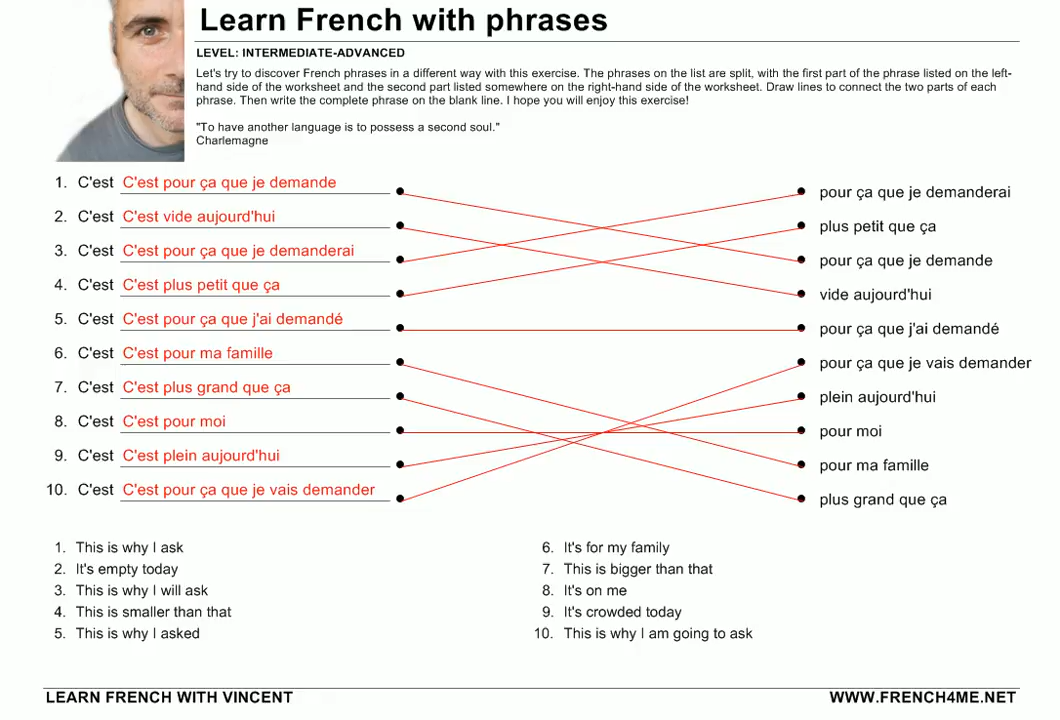 Learn French with phrases
LEVEL: INTERMEDIATE-ADVANCED
Let's try to discover French phrases in a different way with this exercise. The phrases on the list are split, with the first part of the phrase listed on the left-
hand side of the worksheet and the second part listed somewhere on the right-hand side of the worksheet. Draw lines to connect the two parts of each
phrase. Then write the complete phrase on the blank line. I hope you will enjoy this exercise!
"To have another language is to possess a second soul."
Charlemagne
1. C'est C'est pour ça que je demande
2. C'est C'est vide aujourd'hui
3. C'est C'est pour ça que je demanderai
4. C'est C'est plus petit que ça
5. C'est C'est pour ça que j'ai demandé
6. C'est C'est pour ma famille
7. C'est C'est plus grand que ça
8. C'est C'est pour moi
9. C'est C'est plein aujourd'hui
10. C'est C'est pour ça que je vais demander
pour ça que je demanderai
plus petit que ça
pour ça que je demande
vide aujourd'hui
pour ça que j'ai demandé
pour ça que je vais demander
plein aujourd'hui
pour moi
pour ma famille
plus grand que ça
1. This is why I ask
2. It's empty today
3. This is why I will ask
4. This is smaller than that
5. This is why I asked
6. It's for my family
7. This is bigger than that
8. It's on me
9. It's crowded today
10. This is why I am going to ask
LEARN FRENCH WITH VINCENT
WWW.FRENCH4ME.NET